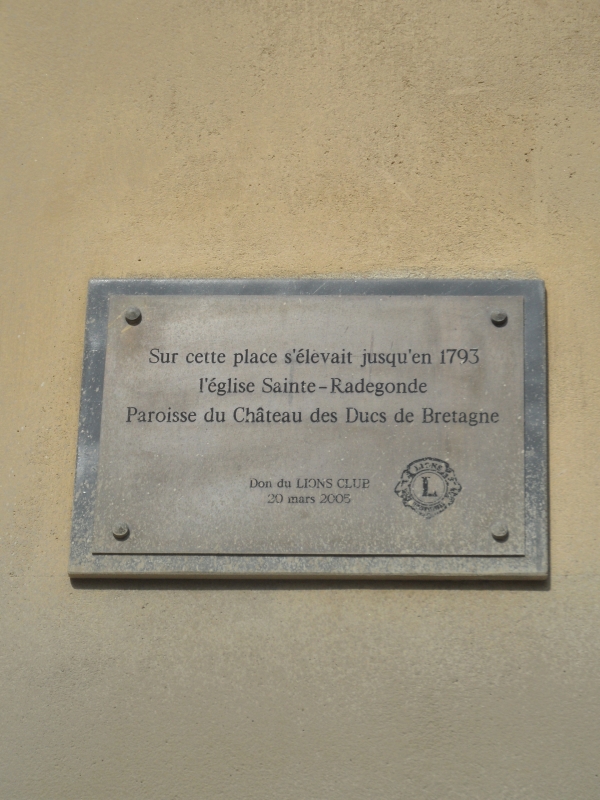 Sur cette place s'élevait jusqu'en 1793
l'église Sainte-Radegonde
Paroisse du Château des Ducs de Bretagne
Don du LIONS CLUB
20 mars 2005
LIONS
L